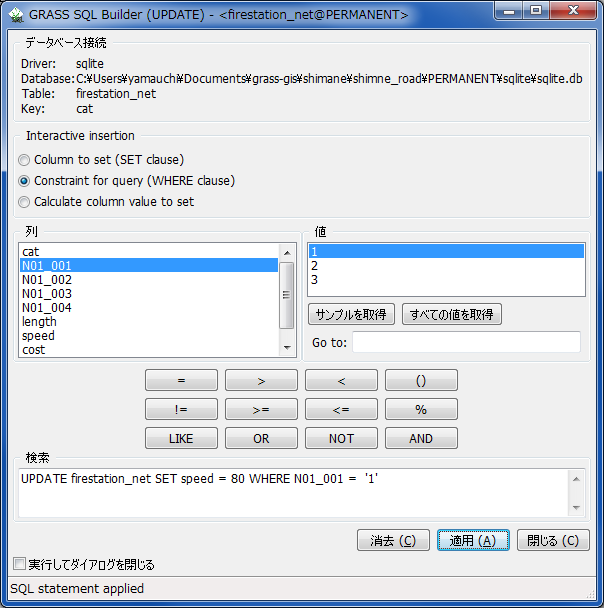 GRASS SQL Builder (UPDATE) - <firestation_net@PERMANENT>
データベース接続
Driver: sqlite
Database:C:¥Users¥yamauch¥Documents¥grass-gis¥shimane¥shimne_road¥PERMANENT¥sqlite¥sqlite.db
Table: firestation_net
Key: cat
Interactive insertion
Column to set (SET clause)
Constraint for query (WHERE clause)
Calculate column value to set
列
cat
N01_001
N01_002
N01_003
N01_004
length
speed
cost
値
1
2
3
サンプルを取得 すべての値を取得
Go to:
= > < ()
!= >= <= %
LIKE OR NOT AND
検索
UPDATE firestation_net SET speed = 80 WHERE N01_001 =  '1'
消去 (C) 適用 (A) 閉じる (C)
実行してダイアログを閉じる
SQL statement applied